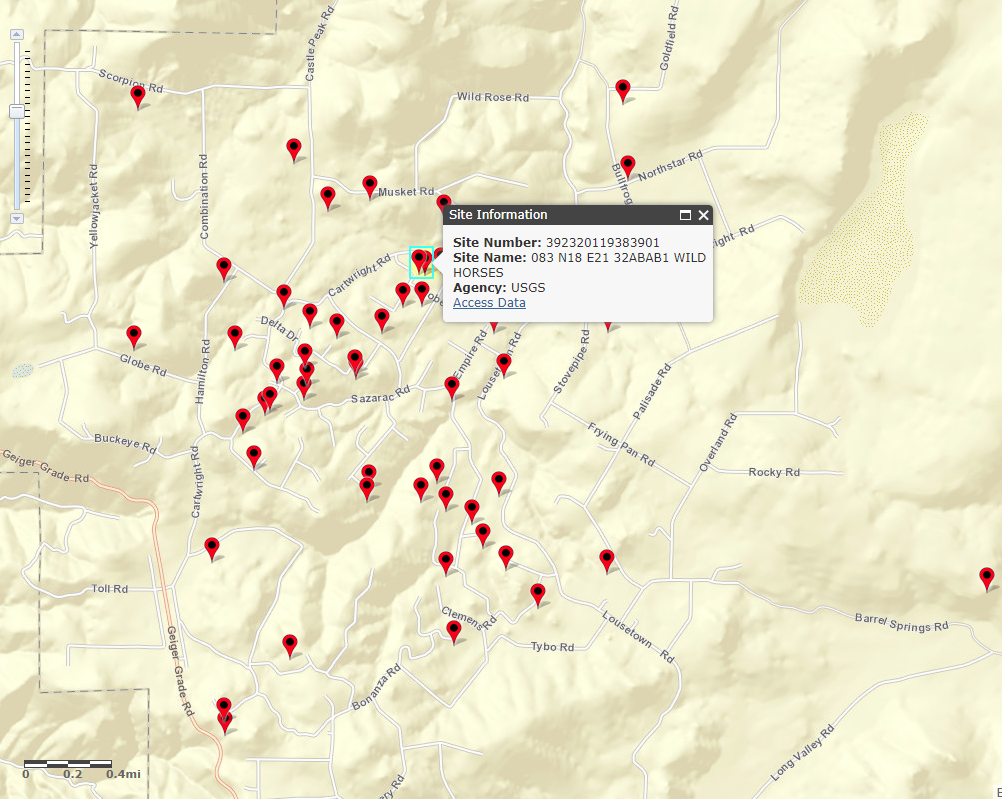 Castle Peak Rd
Goldfield Rd
Scorpion Rd
Wild Rose Rd
Combination Rd
Yellowjacket Rd
Northstar Rd
Bullfrog
Musket Rd
Site Information
Site Number: 392320119383901
Site Name: 083 N18 E21 32ABAB1 WILD
HORSES
Agency: USGS
Access Data
Cartwright Rd
Delta Dr
Globe Rd
Hamilton Rd
Empire Rd
Stovepipe Rd
Palisade Rd
Sazarac Rd
Overland Rd
Frying Pan Rd
Buckeye Rd
Geiger Grade Rd
Rocky Rd
Cartwright Rd
Toll Rd
Clemens Rd
Lousetown Rd
Barrel Springs Rd
Tybo Rd
Geiger Grade Rd
Bonanza Rd
Long Valley Rd
0 0.2 0.4mi